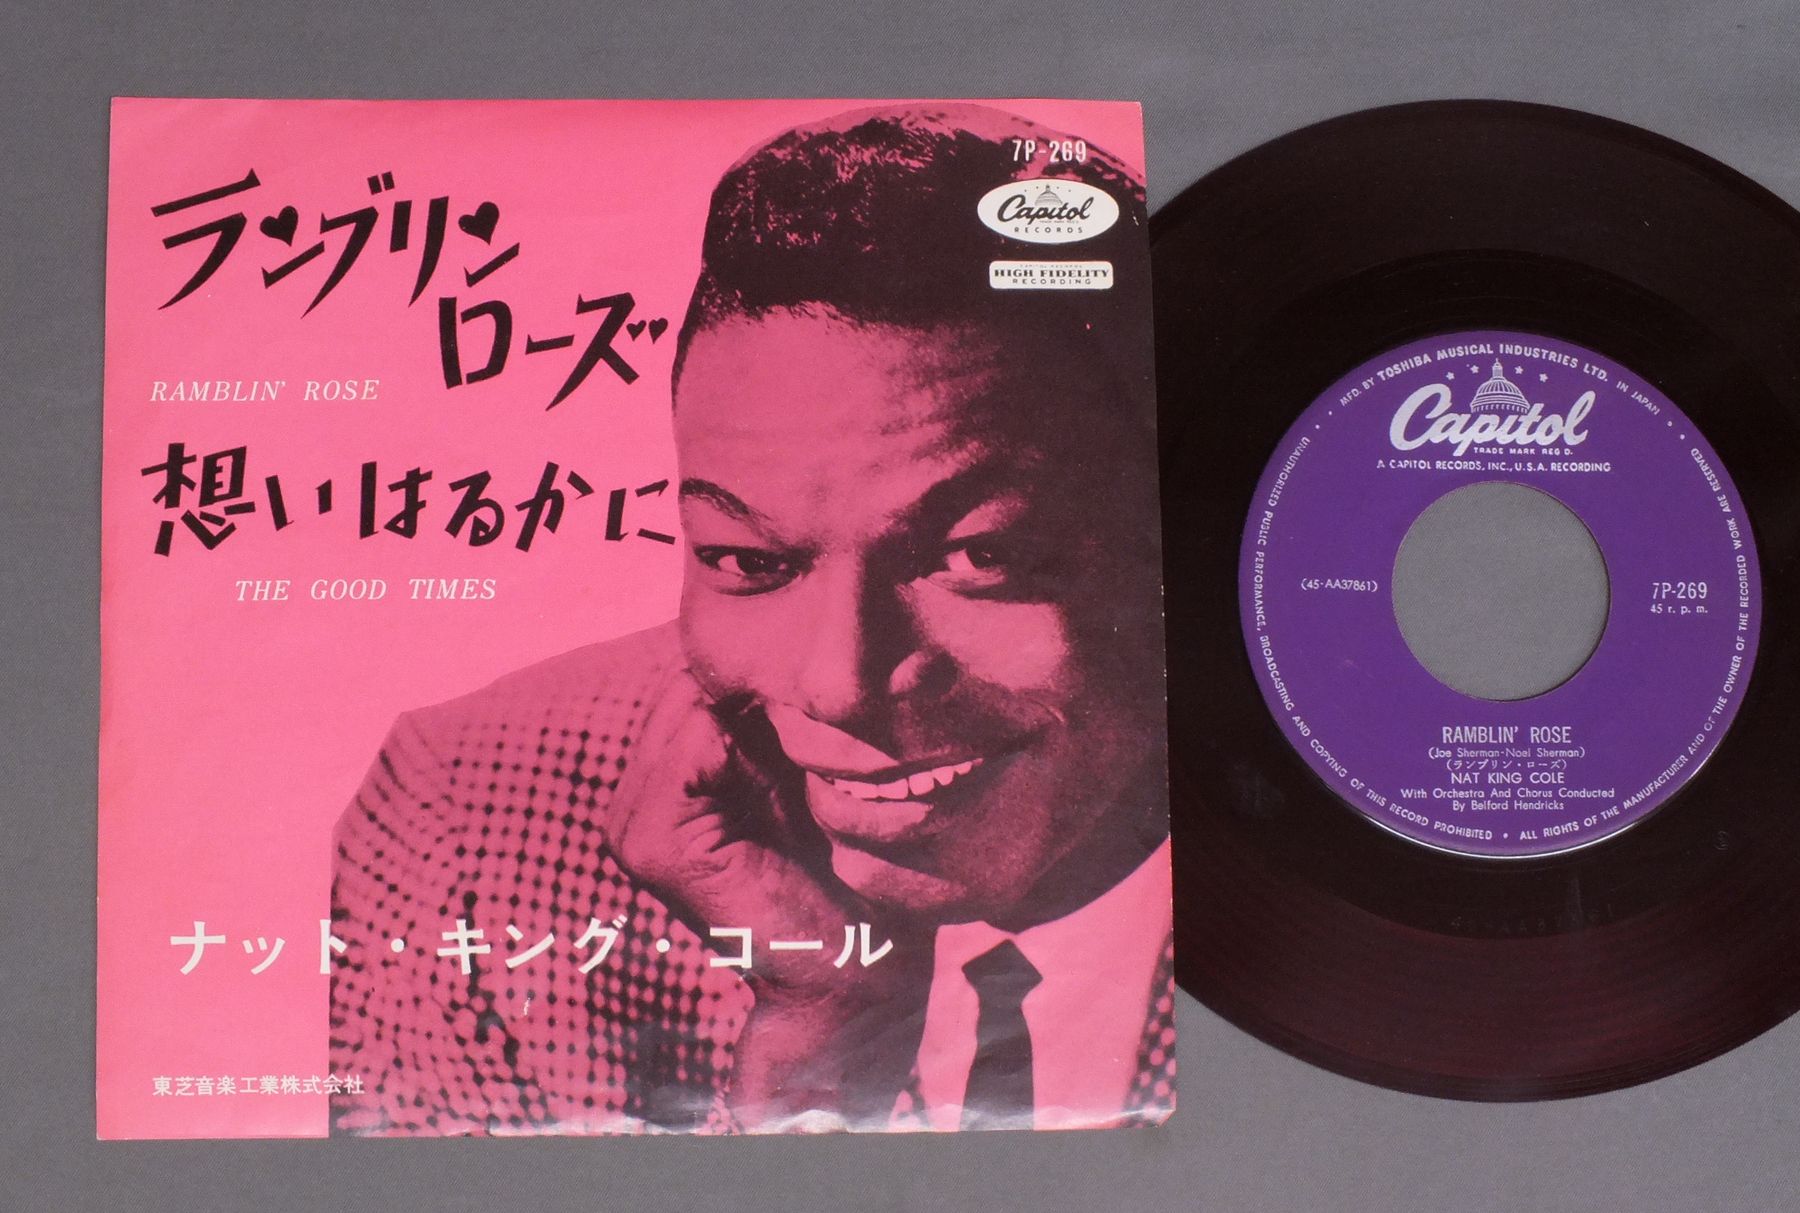 7P-269
Capitol
RECORDS
HIGH FIDELITY
RECORDING
ランブリン
ローズ
RAMBLIN' ROSE
想いはるかに
THE GOOD TIMES
ナット・キング・コール
東芝音楽工業株式会社
MFD. BY TOSHIBA MUSICAL INDUSTRIES LTD. IN JAPAN
Capitol
TRADE MARK REG D.
A CAPITOL RECORDS, INC., U.S.A. RECORDING
(45-AA37861)
7P-269
45 r. p. m.
RAMBLIN' ROSE
(Joe Sherman-Noel Sherman)
(ランブリン・ローズ)
NAT KING COLE
With Orchestra And Chorus Conducted
By Belford Hendricks
UNAUTHORIZED PUBLIC PERFORMANCE, BROADCASTING AND COPYING OF THIS RECORD PROHIBITED • ALL RIGHTS OF THE MANUFACTURER AND OF THE OWNER OF THE RECORDED WORK ARE RESERVED